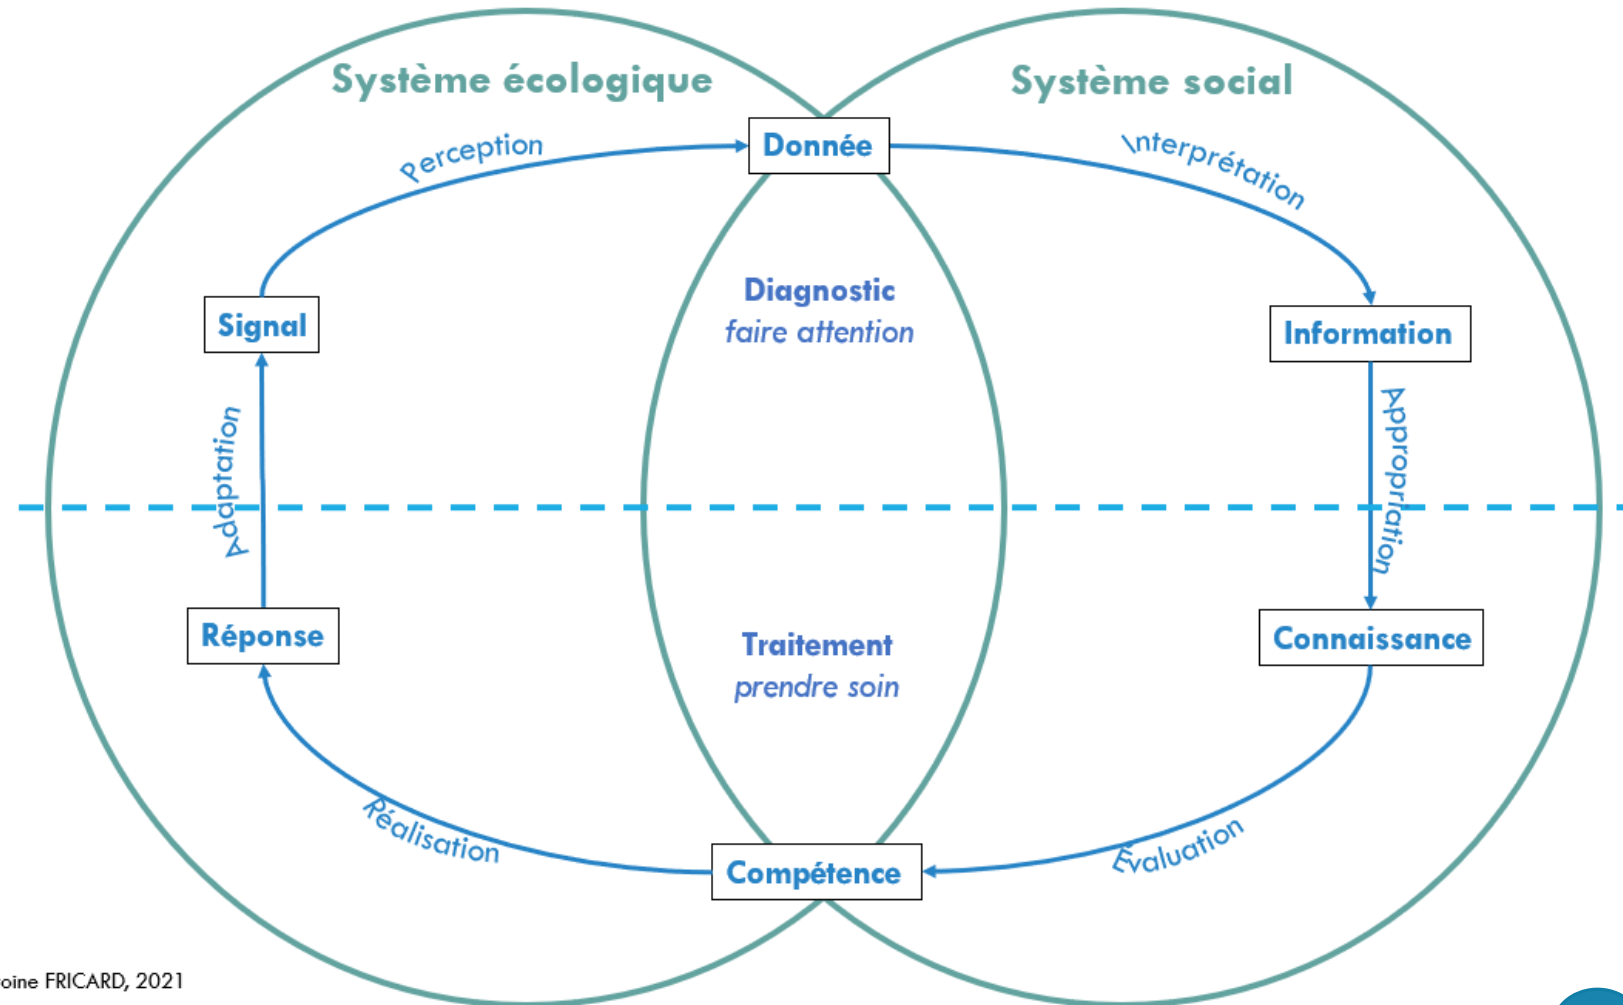 Système écologique
Système social
Perception
Donnée
Interprétation
Diagnostic
faire attention
Signal
Information
Adaptation
Appropriation
Réponse
Connaissance
Traitement
prendre soin
Réalisation
Compétence
Évaluation
oine FRICARD, 2021